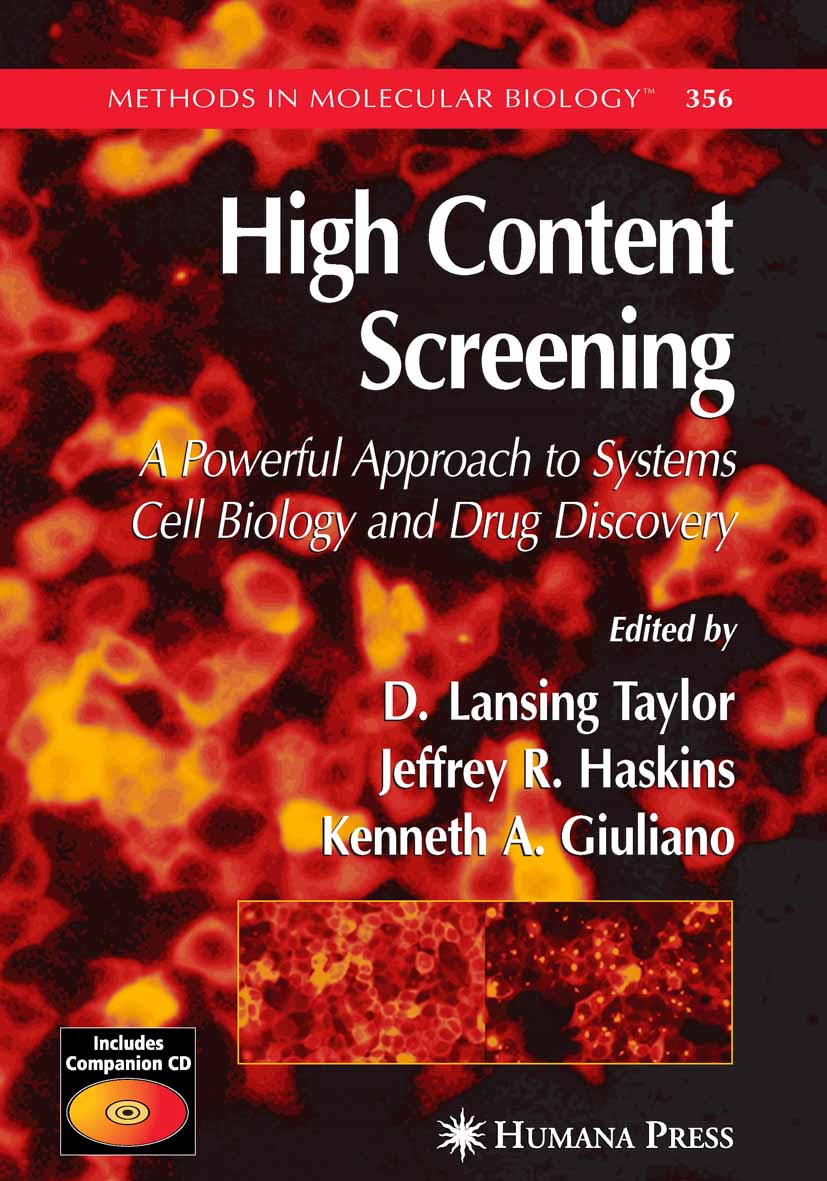 METHODS IN MOLECULAR BIOLOGY™ 356
High Content
Screening
A Powerful Approach to Systems
Cell Biology and Drug Discovery
Edited by
D. Lansing Taylor
Jeffrey R. Haskins
Kenneth A. Giuliano
Includes
Companion CD
HUMANA PRESS